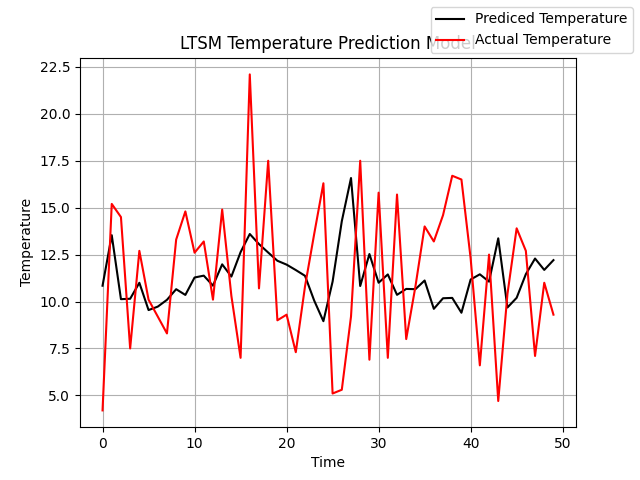 Prediced Temperature
Actual Temperature
LTSM Temperature Prediction Model
22.5
20.0
17.5
15.0
12.5
10.0
7.5
5.0
Temperature
0 10 20 30 40 50
Time